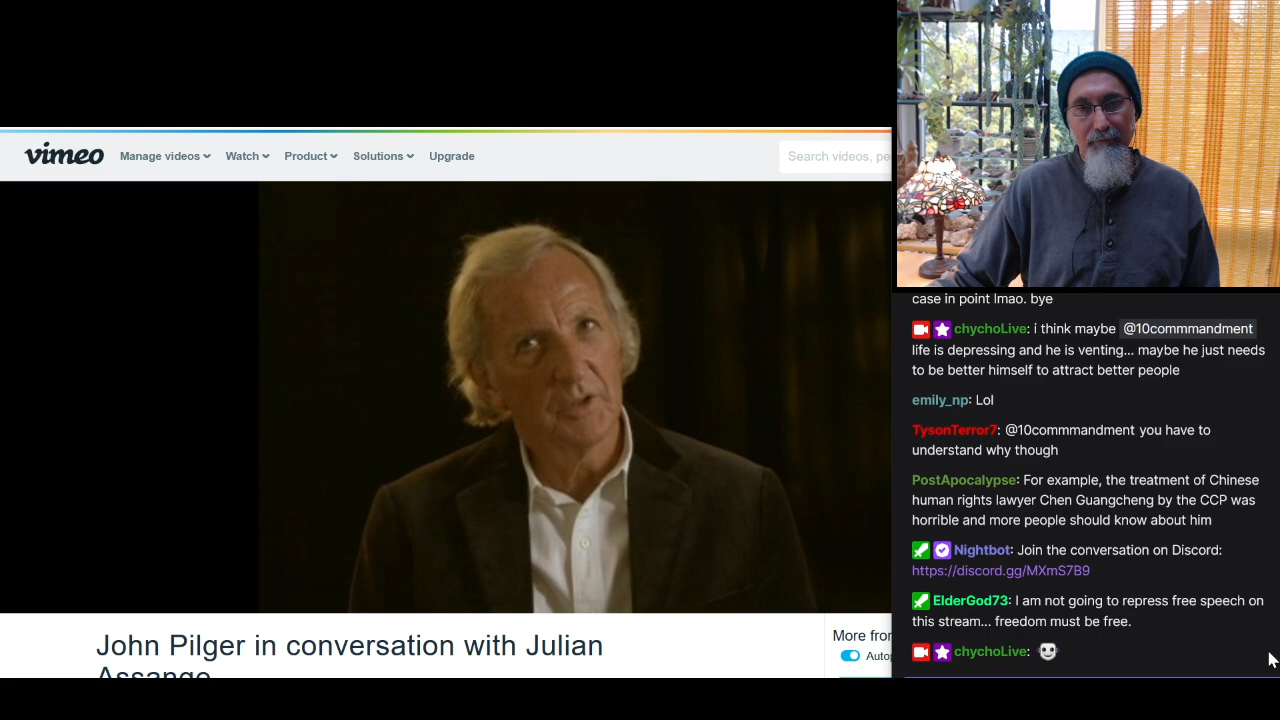 vimeo
Manage videos
Watch
Product
Solutions
Upgrade
Search videos, pe
John Pilger in conversation with Julian
Assange
More fror
Autop
case in point lmao. bye
chychoLive: i think maybe @10commmandment
life is depressing and he is venting... maybe he just needs
to be better himself to attract better people
emily_np: Lol
TysonTerror7: @10commmandment you have to
understand why though
PostApocalypse: For example, the treatment of Chinese
human rights lawyer Chen Guangcheng by the CCP was
horrible and more people should know about him
Nightbot: Join the conversation on Discord:
https://discord.gg/MXmS7B9
ElderGod73: I am not going to repress free speech on
this stream... freedom must be free.
chychoLive: